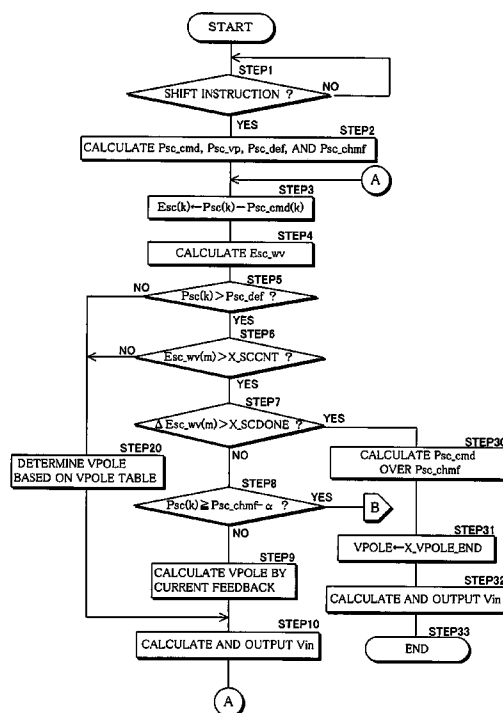 START
STEP1
SHIFT INSTRUCTION ?
NO
YES
STEP2
CALCULATE Psc_cmd, Psc_vp, Psc_def, AND Psc_chmf
A
STEP3
Esc(k)←Psc(k)−Psc_cmd(k)
STEP4
CALCULATE Esc_wv
STEP5
NO
Psc(k)>Psc_def ?
YES
STEP6
NO
Esc_wv(m)>X_SCCNT ?
YES
STEP7
Δ Esc_wv(m)>X_SCDONE ?
YES
NO
STEP20
DETERMINE VPOLE
BASED ON VPOLE TABLE
STEP30
CALCULATE Psc_cmd
OVER Psc_chmf
STEP8
Psc(k)≧Psc_chmf−α ?
YES
B
NO
STEP31
VPOLE←X_VPOLE_END
STEP9
CALCULATE VPOLE BY
CURRENT FEEDBACK
STEP32
CALCULATE AND OUTPUT Vin
STEP10
CALCULATE AND OUTPUT Vin
STEP33
END
A